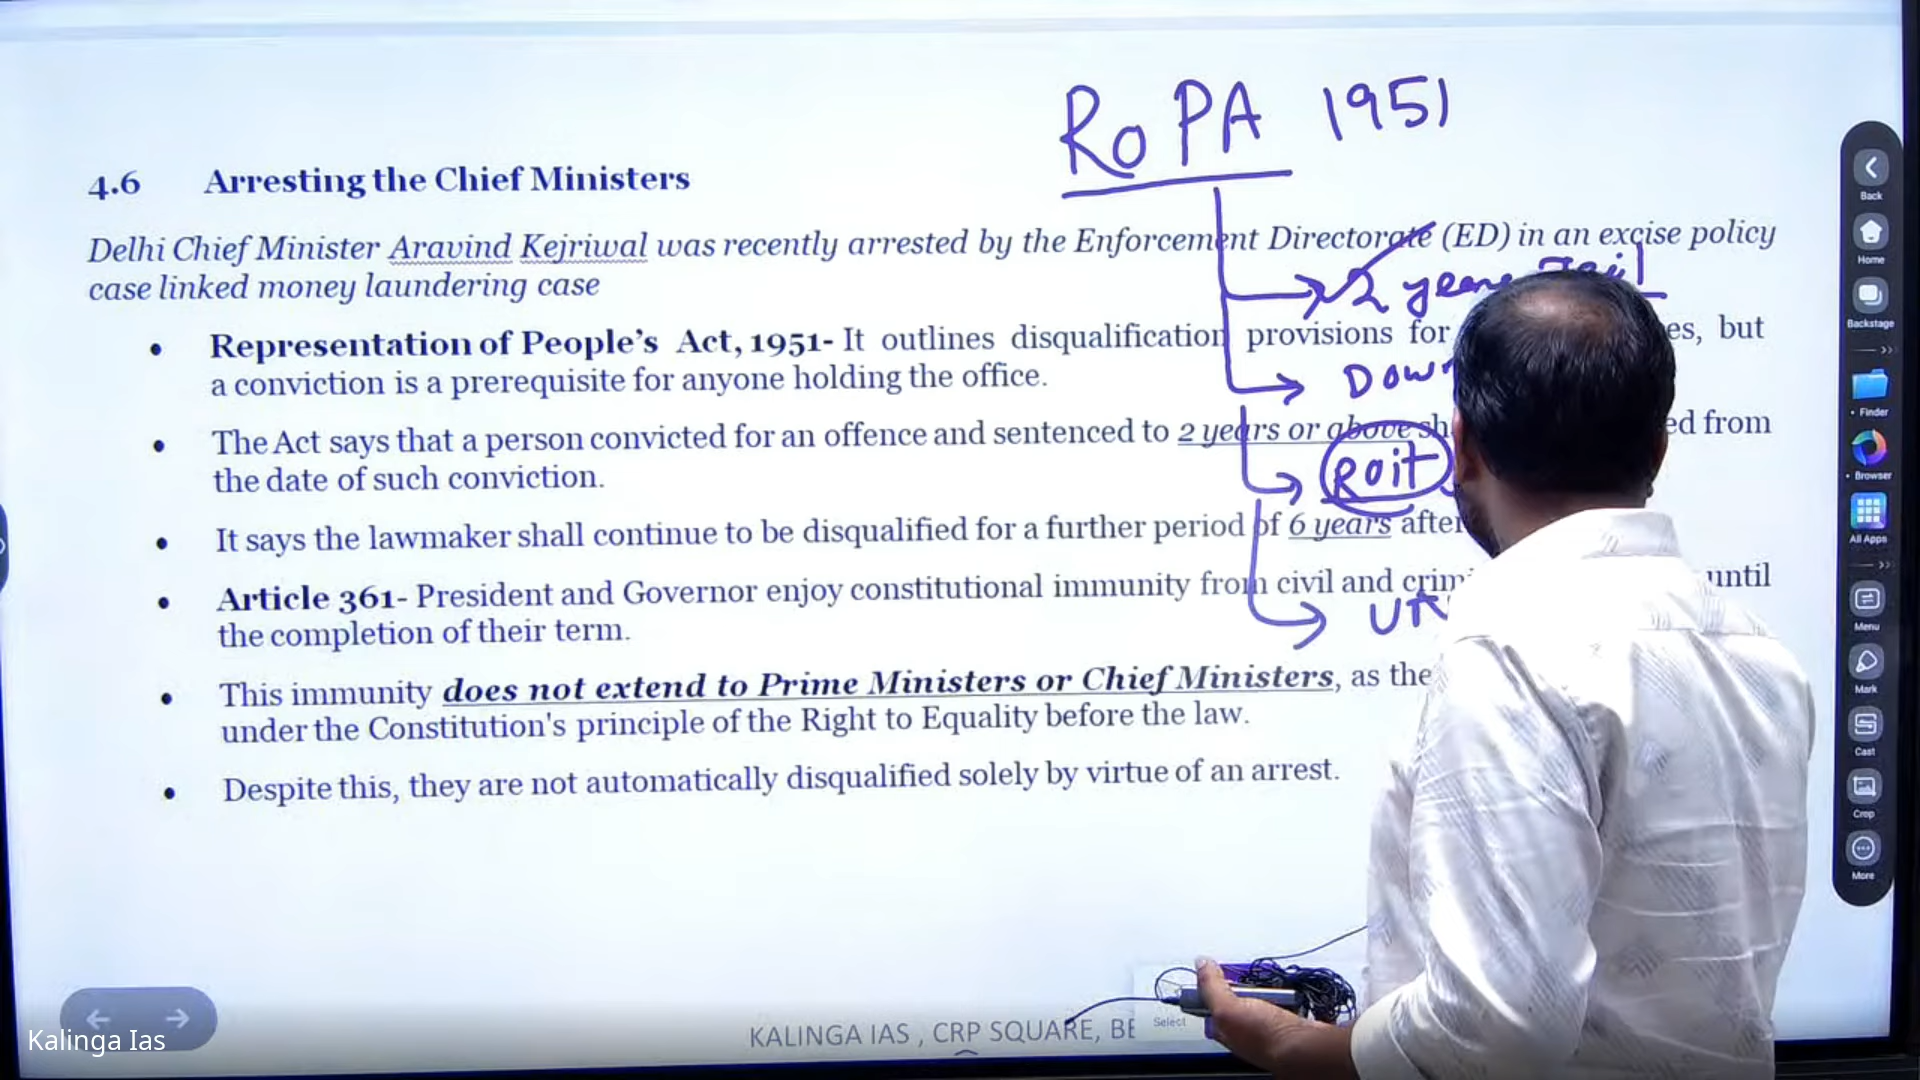 RoPA 1951
4.6 Arresting the Chief Ministers
Delhi Chief Minister Aravind Kejriwal was recently arrested by the Enforcement Directorate (ED) in an excise policy
case linked money laundering case
2 years Jail
• Representation of People's Act, 1951- It outlines disqualification provisions for es, but
a conviction is a prerequisite for anyone holding the office.
• The Act says that a person convicted for an offence and sentenced to 2 years or above sh ed from
the date of such conviction.
Roit
• It says the lawmaker shall continue to be disqualified for a further period of 6 years after
• Article 361- President and Governor enjoy constitutional immunity from civil and crimi until
the completion of their term.
• This immunity does not extend to Prime Ministers or Chief Ministers, as the
under the Constitution's principle of the Right to Equality before the law.
• Despite this, they are not automatically disqualified solely by virtue of an arrest.
Back
Home
Backstage
Finder
Browser
All Apps
Menu
Mark
Cast
Crop
More
Select
KALINGA IAS , CRP SQUARE, BE
Kalinga Ias